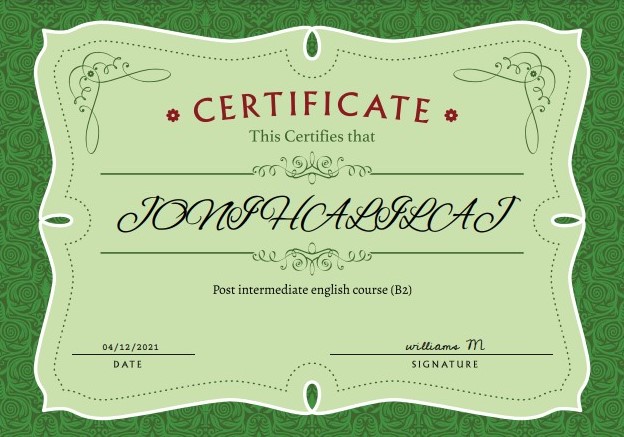 CERTIFICATE
This Certifies that
JONI HALILAJ
Post intermediate english course (B2)
04/12/2021
williams M
DATE
SIGNATURE